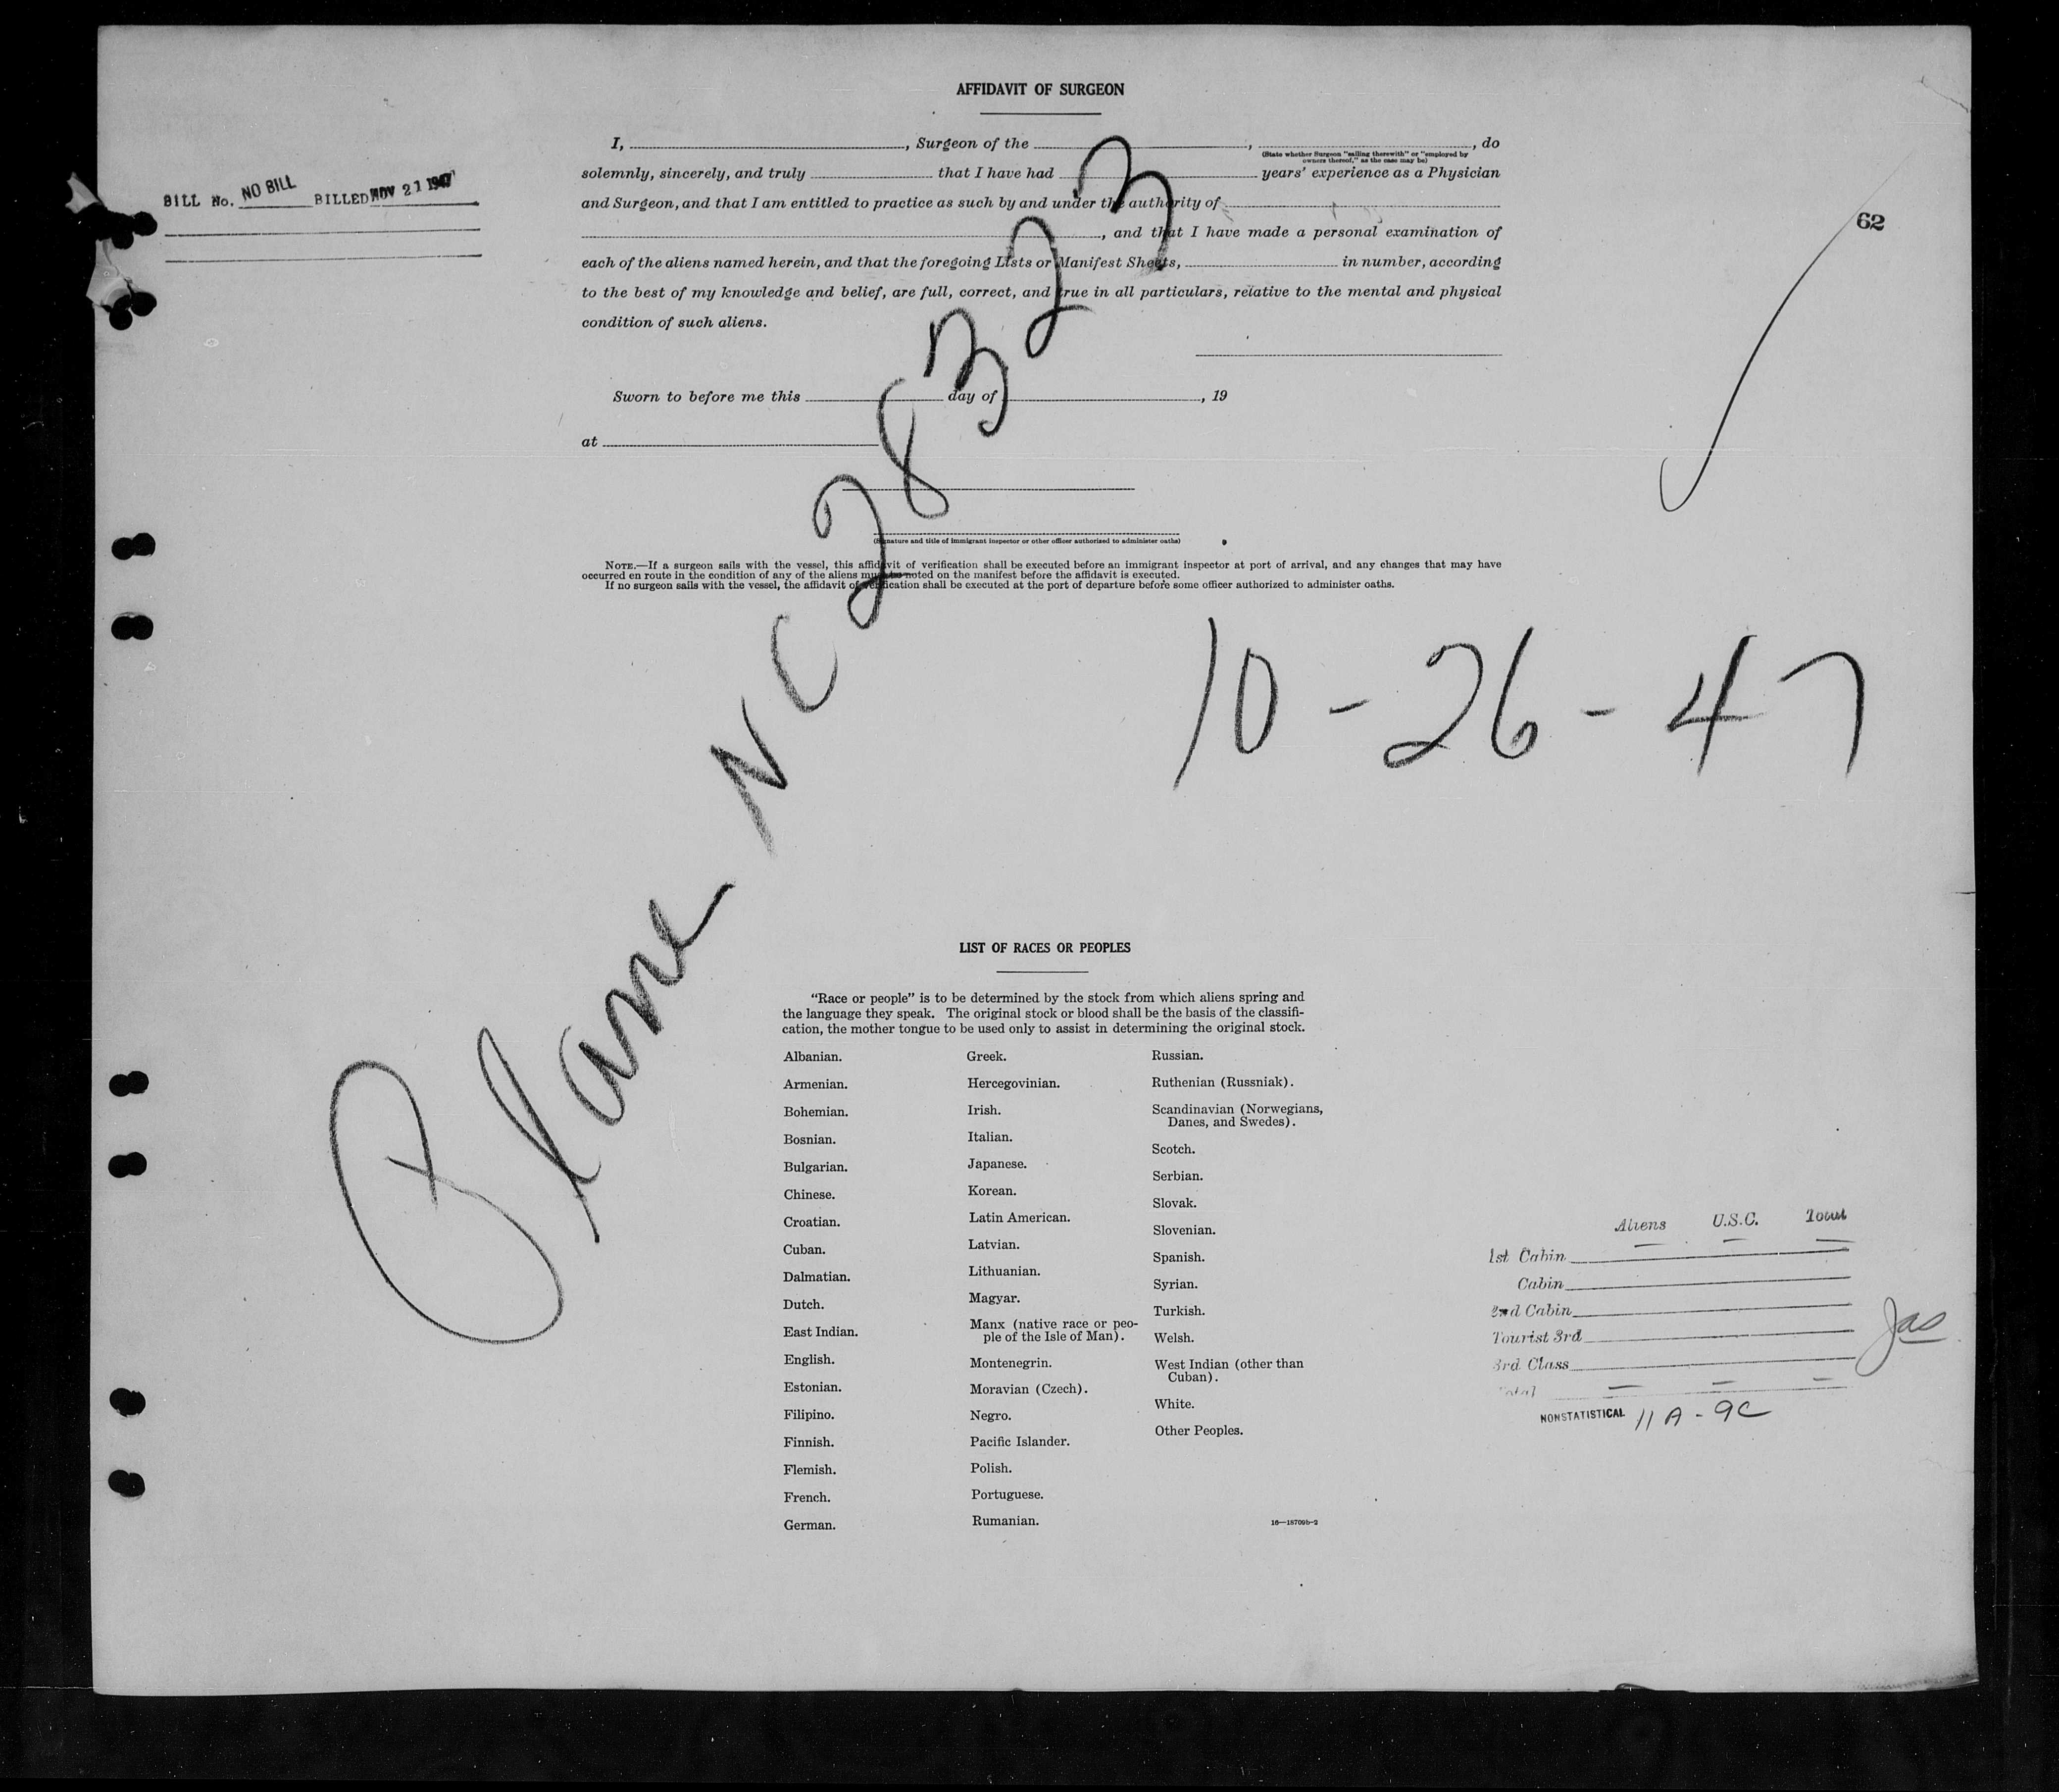 AFFIDAVIT OF SURGEON
I, , Surgeon of the , , do
(State whether Surgeon "sailing therewith" or "employed by
owners thereof," as the case may be)
solemnly, sincerely, and truly that I have had years' experience as a Physician
and Surgeon, and that I am entitled to practice as such by and under the authority of
, and that I have made a personal examination of
each of the aliens named herein, and that the foregoing Lists or Manifest Sheets, in number, according
to the best of my knowledge and belief, are full, correct, and true in all particulars, relative to the mental and physical
condition of such aliens.
BILL No. NO BILL BILLED NOV 21 1947
62
Sworn to before me this day of , 19
at
(Signature and title of immigrant inspector or other officer authorized to administer oaths)
NOTE.—If a surgeon sails with the vessel, this affidavit of verification shall be executed before an immigrant inspector at port of arrival, and any changes that may have
occurred en route in the condition of any of the aliens must be noted on the manifest before the affidavit is executed.
If no surgeon sails with the vessel, the affidavit of verification shall be executed at the port of departure before some officer authorized to administer oaths.
Plane NC 28323
10-26-47
LIST OF RACES OR PEOPLES
"Race or people" is to be determined by the stock from which aliens spring and
the language they speak. The original stock or blood shall be the basis of the classifi-
cation, the mother tongue to be used only to assist in determining the original stock.
Albanian.
Armenian.
Bohemian.
Bosnian.
Bulgarian.
Chinese.
Croatian.
Cuban.
Dalmatian.
Dutch.
East Indian.
English.
Estonian.
Filipino.
Finnish.
Flemish.
French.
German.
Greek.
Hercegovinian.
Irish.
Italian.
Japanese.
Korean.
Latin American.
Latvian.
Lithuanian.
Magyar.
Manx (native race or peo-
ple of the Isle of Man).
Montenegrin.
Moravian (Czech).
Negro.
Pacific Islander.
Polish.
Portuguese.
Rumanian.
Russian.
Ruthenian (Russniak).
Scandinavian (Norwegians,
Danes, and Swedes).
Scotch.
Serbian.
Slovak.
Slovenian.
Spanish.
Syrian.
Turkish.
Welsh.
West Indian (other than
Cuban).
White.
Other Peoples.
16—18709b-2
Aliens U.S.C. Total
1st Cabin
Cabin
2nd Cabin
Tourist 3rd
3rd Class
Total
NONSTATISTICAL 11A-9C